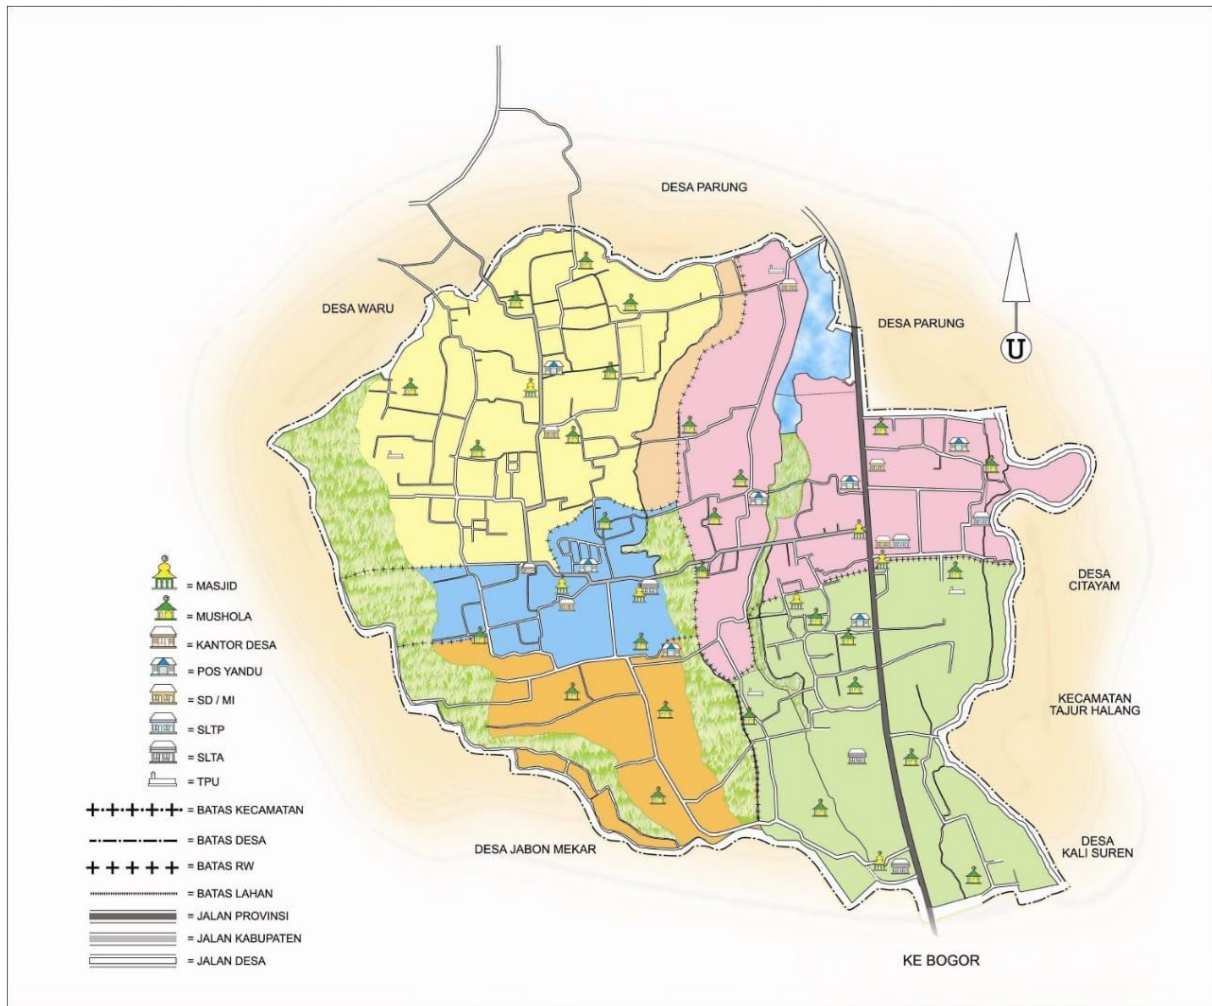 DESA PARUNG
DESA WARU
DESA PARUNG
U
DESA
CITAYAM
KECAMATAN
TAJUR HALANG
DESA
KALI SUREN
DESA JABON MEKAR
KE BOGOR
= MASJID
= MUSHOLA
= KANTOR DESA
= POS YANDU
= SD / MI
= SLTP
= SLTA
= TPU
= BATAS KECAMATAN
= BATAS DESA
= BATAS RW
= BATAS LAHAN
= JALAN PROVINSI
= JALAN KABUPATEN
= JALAN DESA